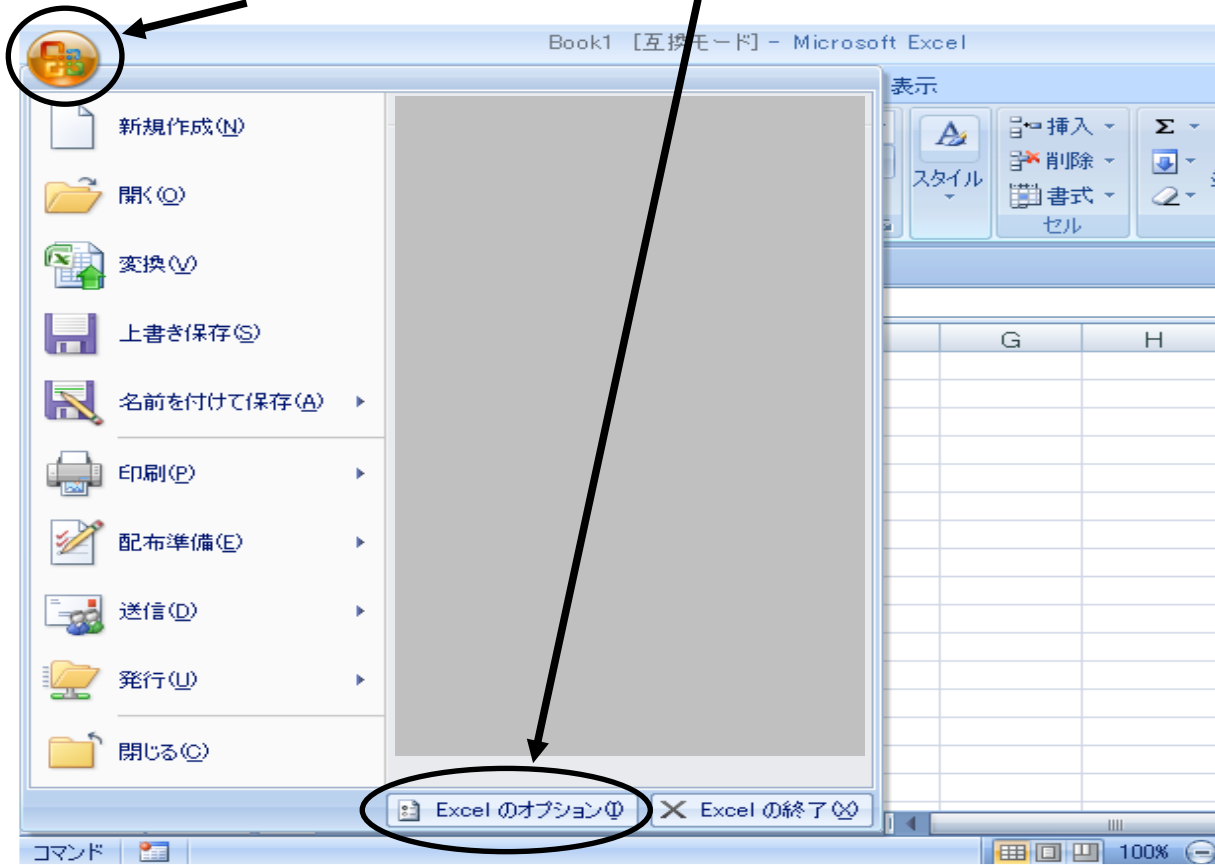 Book1 [互換モード] - Microsoft Excel
表示
新規作成(N)
開く(O)
変換(V)
上書き保存(S)
名前を付けて保存(A)
印刷(P)
配布準備(E)
送信(D)
発行(U)
閉じる(C)
Excel のオプション(I)
Excel の終了(X)
スタイル
挿入
削除
書式
セル
Σ
G H
コマンド
100%